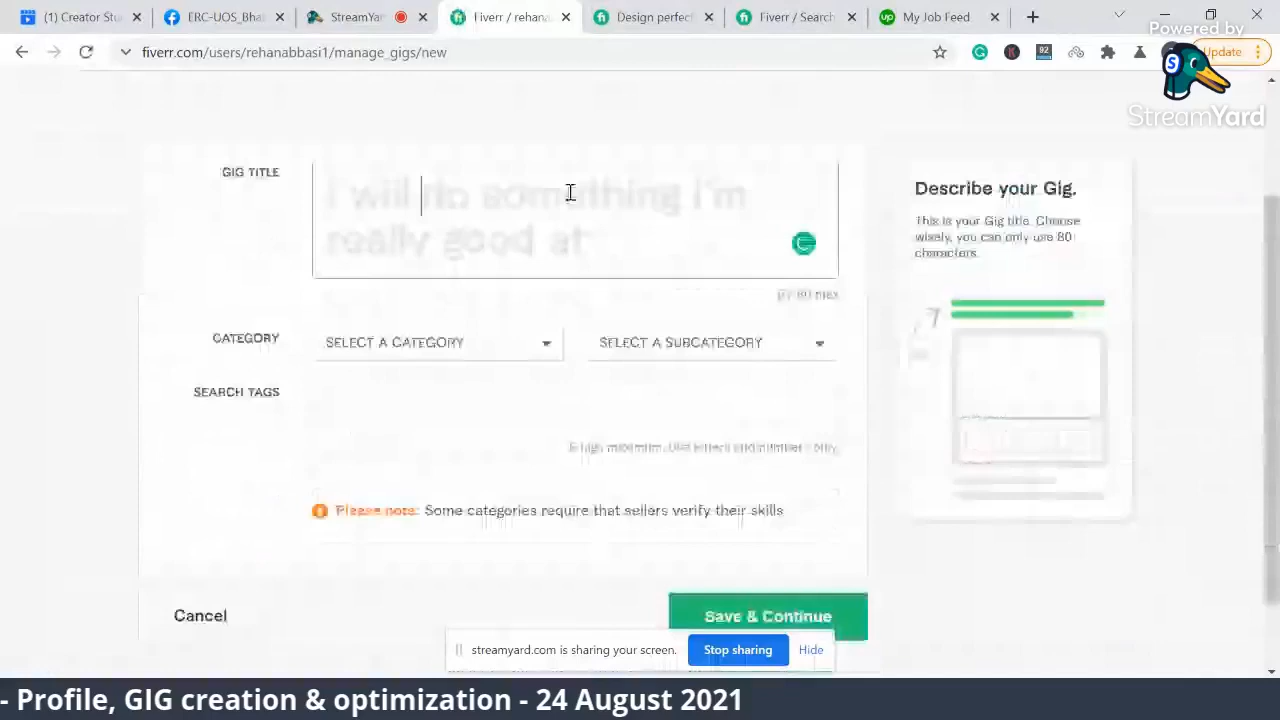 (1) Creator Stu
ERC-UOS_Bha
StreamYar
Fiverr / rehana
Design perfec
Fiverr / Search
My Job Feed
Powered by
fiverr.com/users/rehanabbasi1/manage_gigs/new
92
Update
StreamYard
GIG TITLE
I will do something I'm
really good at
Describe your Gig.
This is your Gig title. Choose
wisely, you can only use 80
characters.
CATEGORY
SELECT A CATEGORY
SELECT A SUBCATEGORY
SEARCH TAGS
Please note: Some categories require that sellers verify their skills
Cancel
Save & Continue
streamyard.com is sharing your screen.
Stop sharing
Hide
- Profile, GIG creation & optimization - 24 August 2021